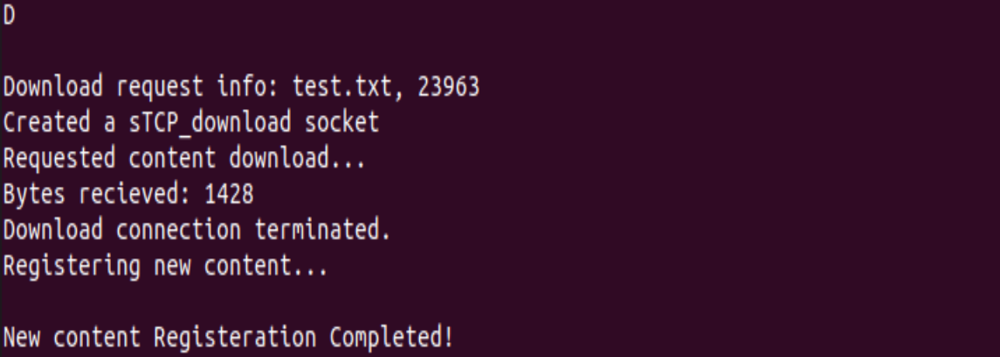 D
Download request info: test.txt, 23963
Created a sTCP_download socket
Requested content download...
Bytes recieved: 1428
Download connection terminated.
Registering new content...
New content Registeration Completed!